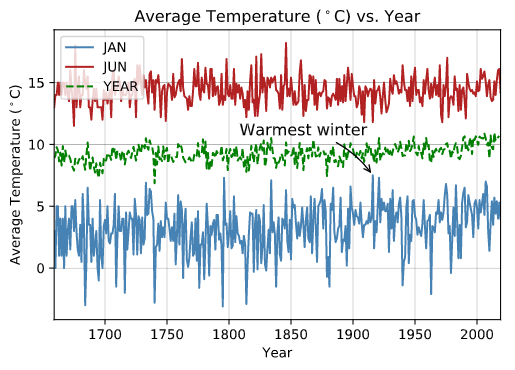 Average Temperature (°C) vs. Year
JAN
JUN
YEAR
Warmest winter
Average Temperature (°C)
15
10
5
0
1700 1750 1800 1850 1900 1950 2000
Year